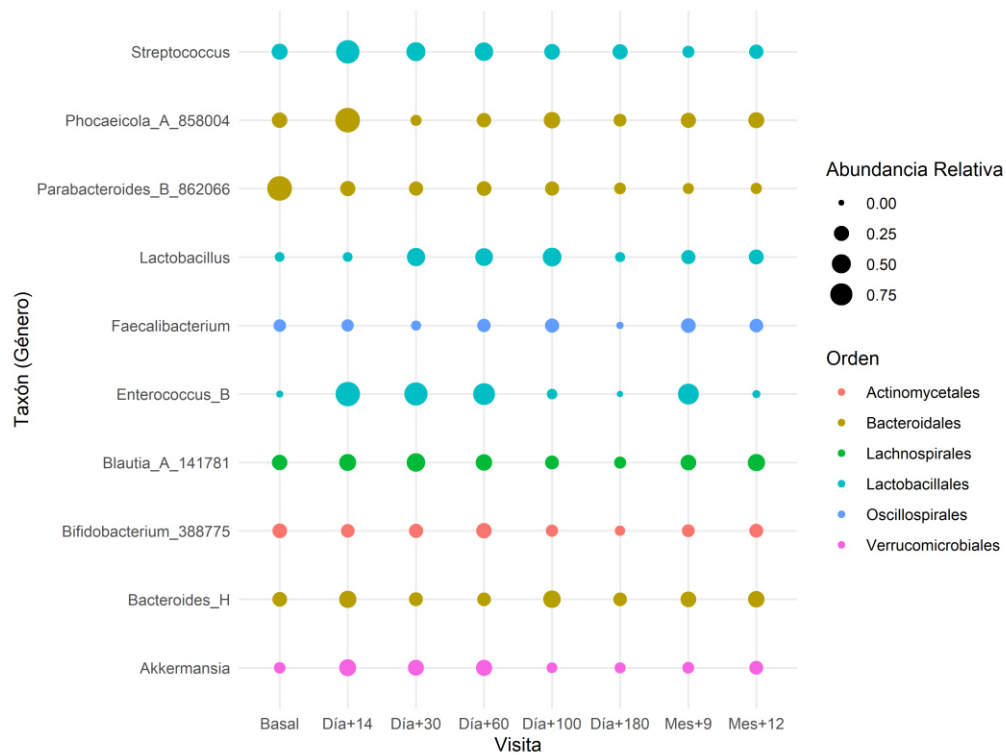 Taxón (Género)
Streptococcus
Phocaeicola_A_858004
Parabacteroides_B_862066
Lactobacillus
Faecalibacterium
Enterococcus_B
Blautia_A_141781
Bifidobacterium_388775
Bacteroides_H
Akkermansia
Basal Día+14 Día+30 Día+60 Día+100 Día+180 Mes+9 Mes+12
Visita
Abundancia Relativa
0.00
0.25
0.50
0.75
Orden
Actinomycetales
Bacteroidales
Lachnospirales
Lactobacillales
Oscillospirales
Verrucomicrobiales